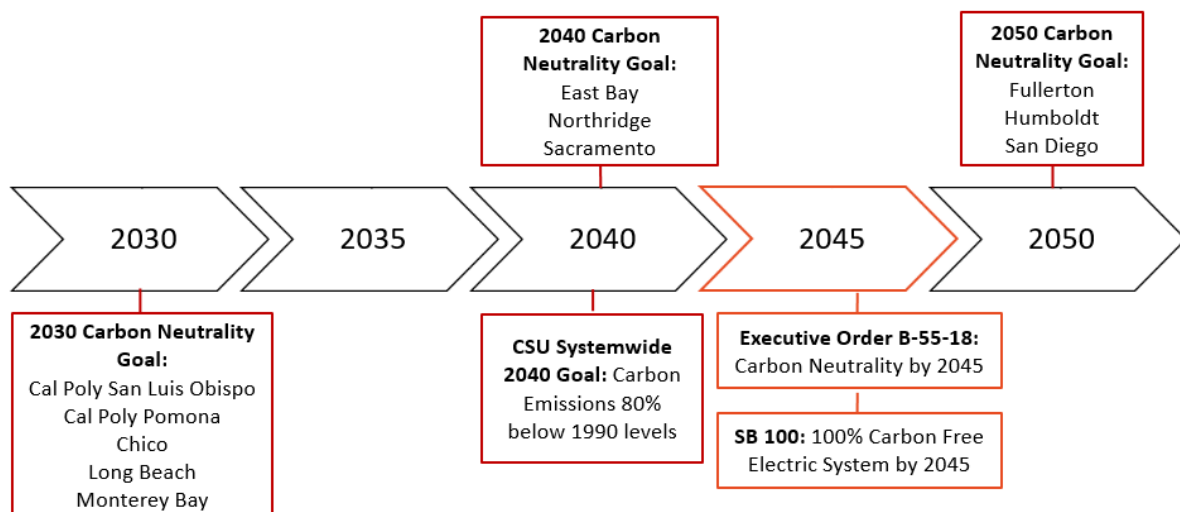 2040 Carbon
Neutrality Goal:
East Bay
Northridge
Sacramento
2050 Carbon
Neutrality Goal:
Fullerton
Humboldt
San Diego
2030
2035
2040
2045
2050
2030 Carbon Neutrality
Goal:
Cal Poly San Luis Obispo
Cal Poly Pomona
Chico
Long Beach
Monterey Bay
CSU Systemwide
2040 Goal: Carbon
Emissions 80%
below 1990 levels
Executive Order B-55-18:
Carbon Neutrality by 2045
SB 100: 100% Carbon Free
Electric System by 2045